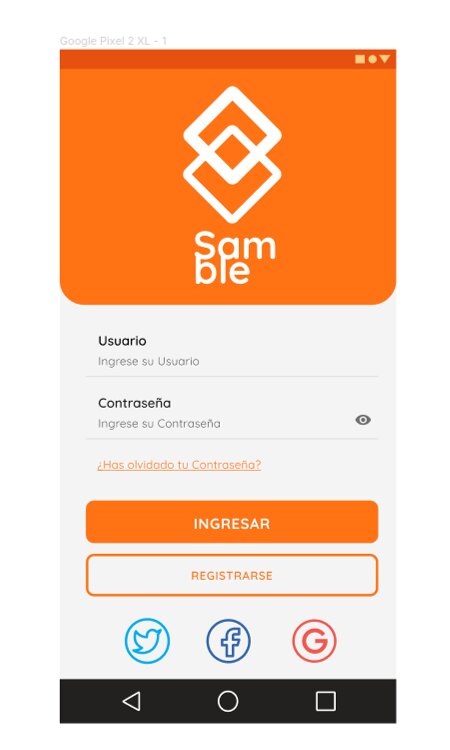 Google Pixel 2 XL - 1
Sam
ble
Usuario
Ingrese su Usuario
Contraseña
Ingrese su Contraseña
¿Has olvidado tu Contraseña?
INGRESAR
REGISTRARSE
G